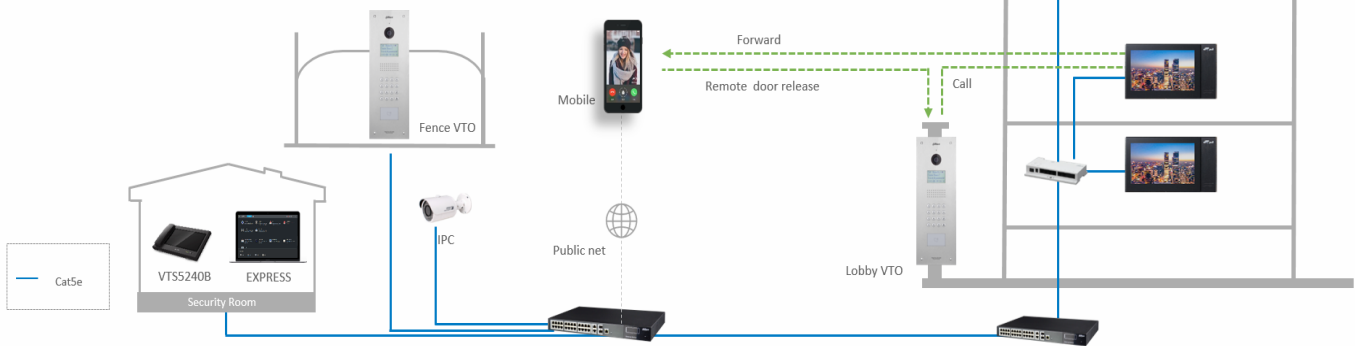 Forward
Remote door release
Call
Mobile
Fence VTO
IPC
Public net
VTS5240B
EXPRESS
Lobby VTO
Cat5e
Security Room